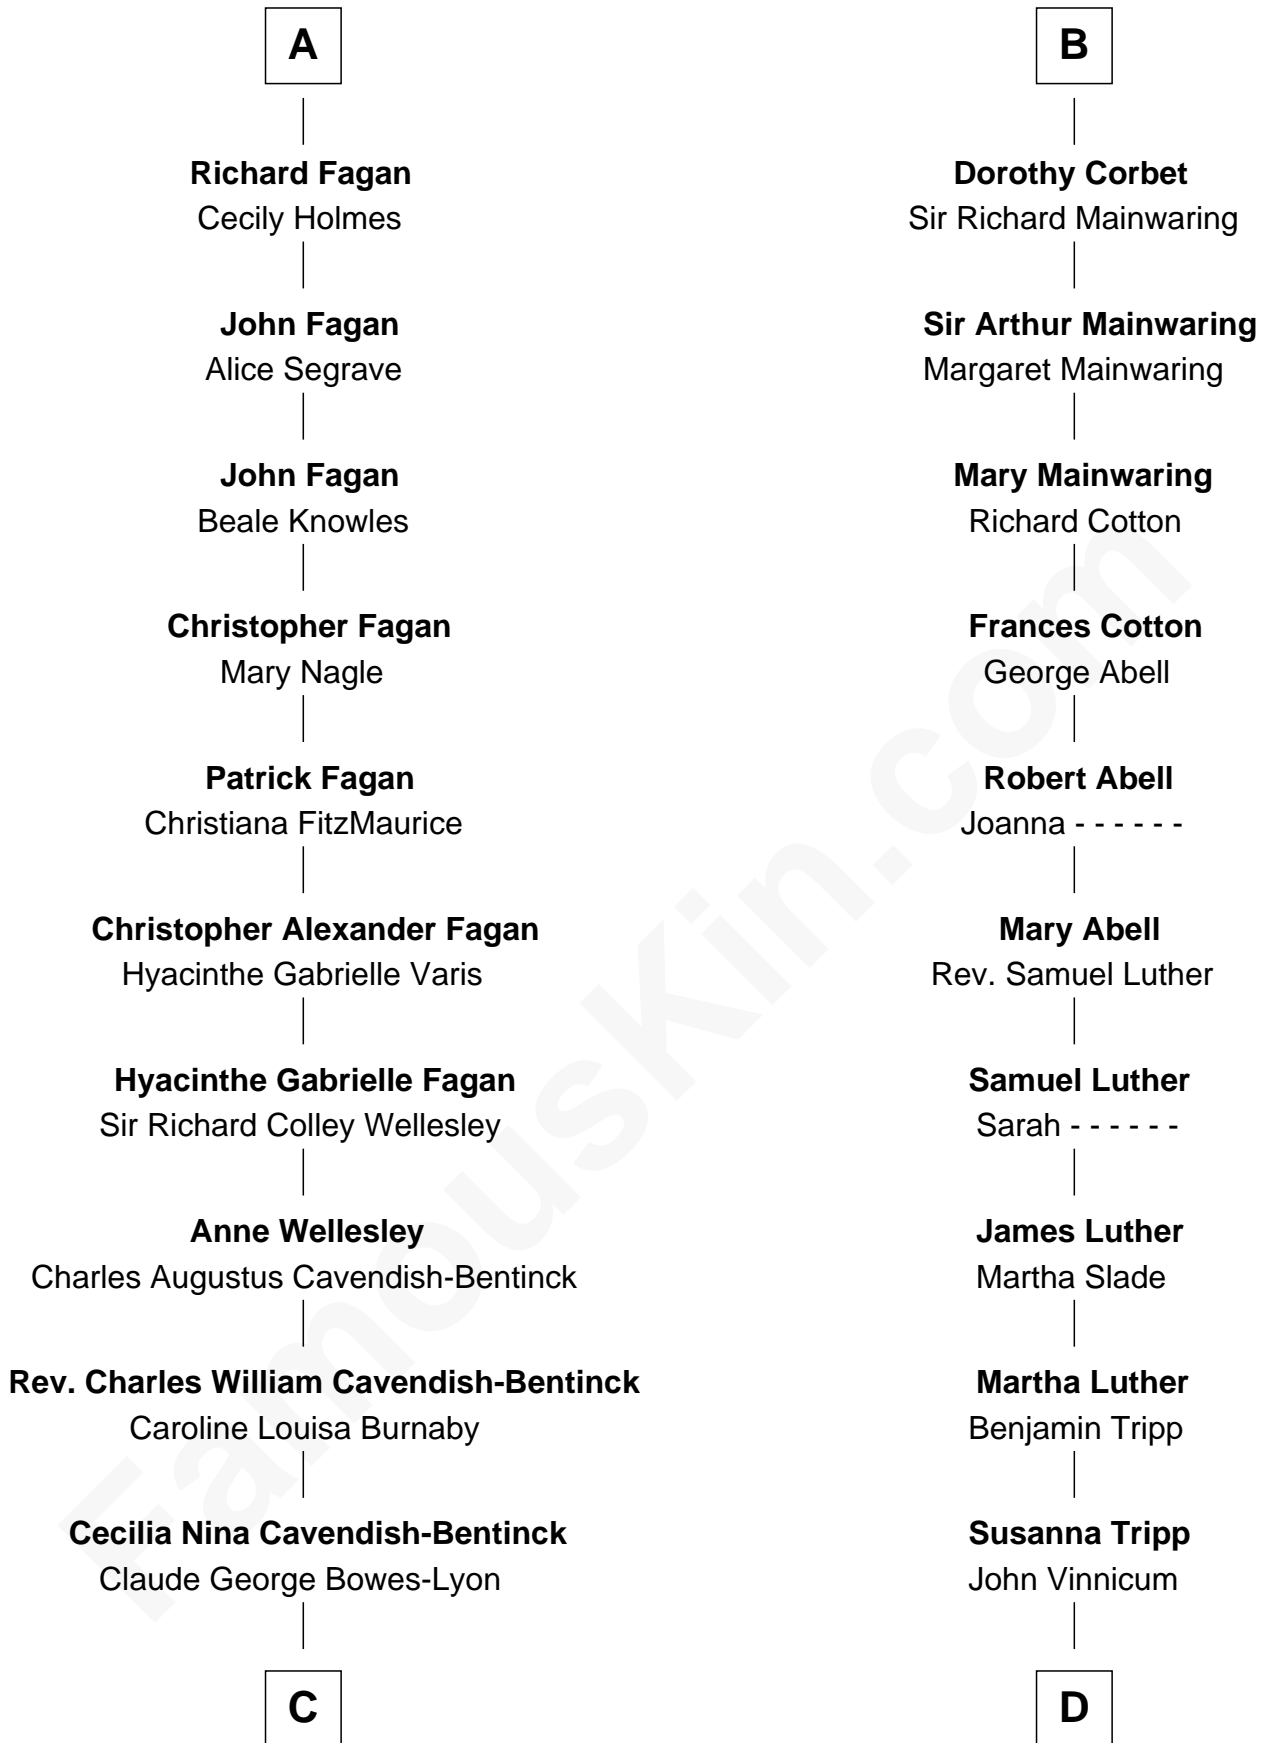 A
Richard Fagan
Cecily Holmes
John Fagan
Alice Segrave
John Fagan
Beale Knowles
Christopher Fagan
Mary Nagle
Patrick Fagan
Christiana FitzMaurice
Christopher Alexander Fagan
Hyacinthe Gabrielle Varis
Hyacinthe Gabrielle Fagan
Sir Richard Colley Wellesley
Anne Wellesley
Charles Augustus Cavendish-Bentinck
Rev. Charles William Cavendish-Bentinck
Caroline Louisa Burnaby
Cecilia Nina Cavendish-Bentinck
Claude George Bowes-Lyon
C
B
Dorothy Corbet
Sir Richard Mainwaring
Sir Arthur Mainwaring
Margaret Mainwaring
Mary Mainwaring
Richard Cotton
Frances Cotton
George Abell
Robert Abell
Joanna - - - - - -
Mary Abell
Rev. Samuel Luther
Samuel Luther
Sarah - - - - - -
James Luther
Martha Slade
Martha Luther
Benjamin Tripp
Susanna Tripp
John Vinnicum
D
FamousKin.com